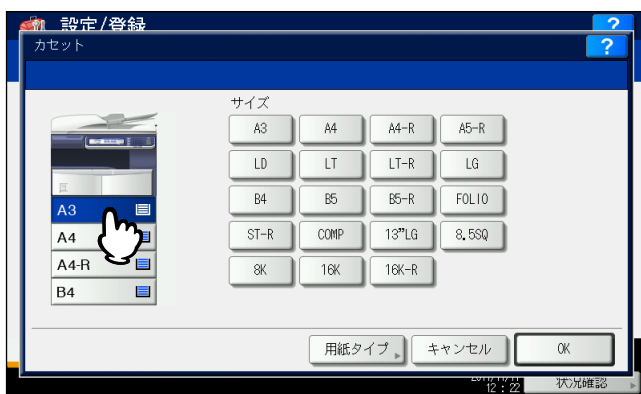 設定/登録 ?
カセット ?
サイズ
A3 A4 A4-R A5-R
LD LT LT-R LG
B4 B5 B5-R FOLIO
ST-R COMP 13"LG 8.5SQ
8K 16K 16K-R
A3
A4
A4-R
B4
用紙タイプ キャンセル OK
12:22 状況確認